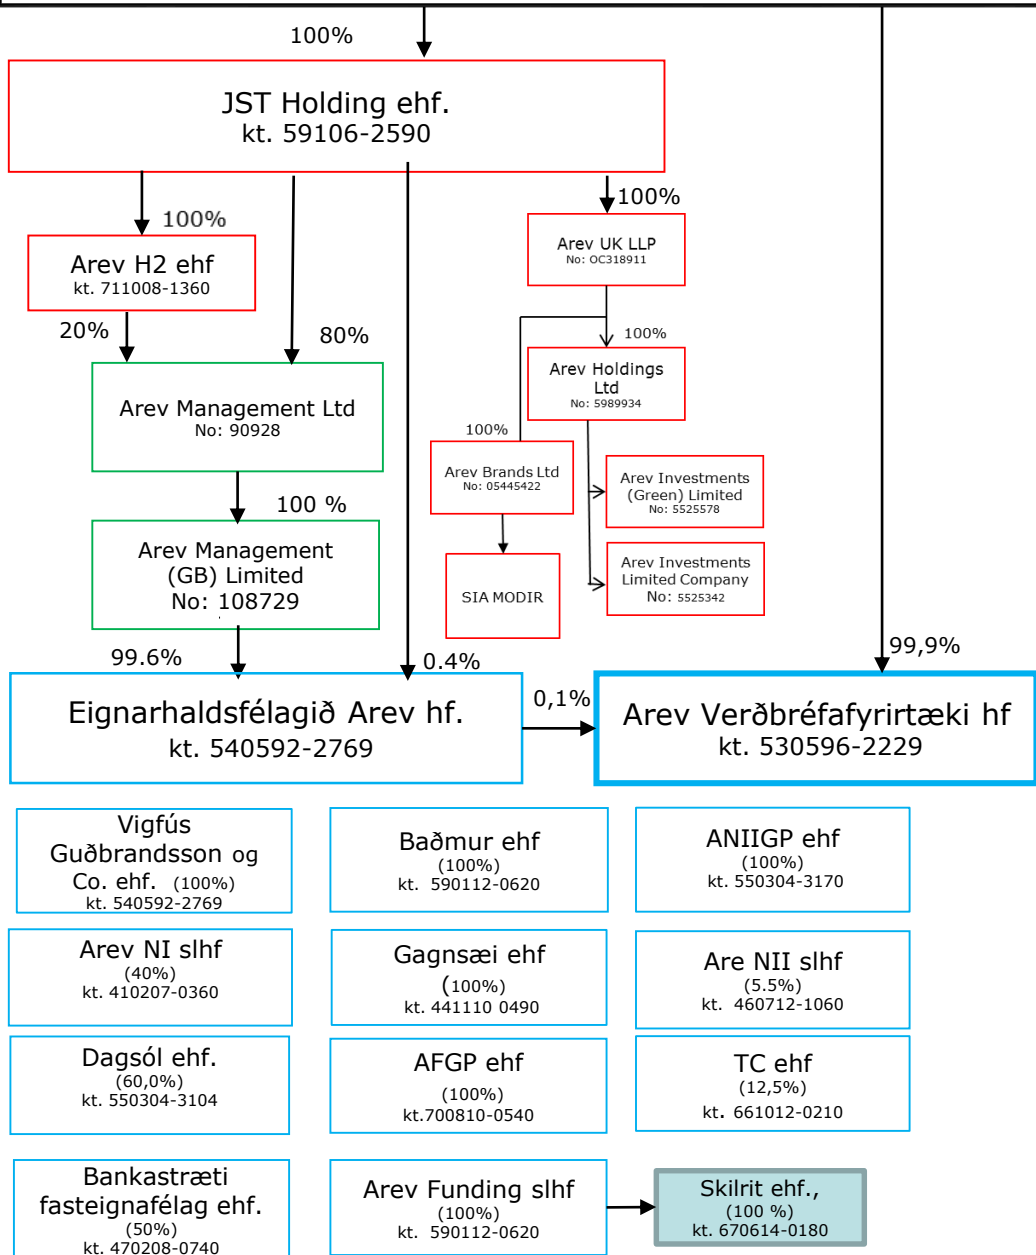 100%
JST Holding ehf.
kt. 59106-2590
100%
100%
Arev H2 ehf
kt. 711008-1360
Arev UK LLP
No: OC318911
20%
80%
100%
Arev Management Ltd
No: 90928
Arev Holdings
Ltd
No: 5989934
100%
Arev Brands Ltd
No: 05445422
Arev Investments
(Green) Limited
No: 5525578
100 %
Arev Management
(GB) Limited
No: 108729
SIA MODIR
Arev Investments
Limited Company
No: 5525342
99.6%
0.4%
99,9%
Eignarhaldsfélagið Arev hf.
kt. 540592-2769
0,1%
Arev Verðbréfafyrirtæki hf
kt. 530596-2229
Vigfús
Guðbrandsson og
Co. ehf. (100%)
kt. 540592-2769
Baðmur ehf
(100%)
kt. 590112-0620
ANIIGP ehf
(100%)
kt. 550304-3170
Arev NI slhf
(40%)
kt. 410207-0360
Gagnsæi ehf
(100%)
kt. 441110 0490
Are NII slhf
(5.5%)
kt. 460712-1060
Dagsól ehf.
(60,0%)
kt. 550304-3104
AFGP ehf
(100%)
kt.700810-0540
TC ehf
(12,5%)
kt. 661012-0210
Bankastræti
fasteignafélag ehf.
(50%)
kt. 470208-0740
Arev Funding slhf
(100%)
kt. 590112-0620
Skilrit ehf.,
(100 %)
kt. 670614-0180